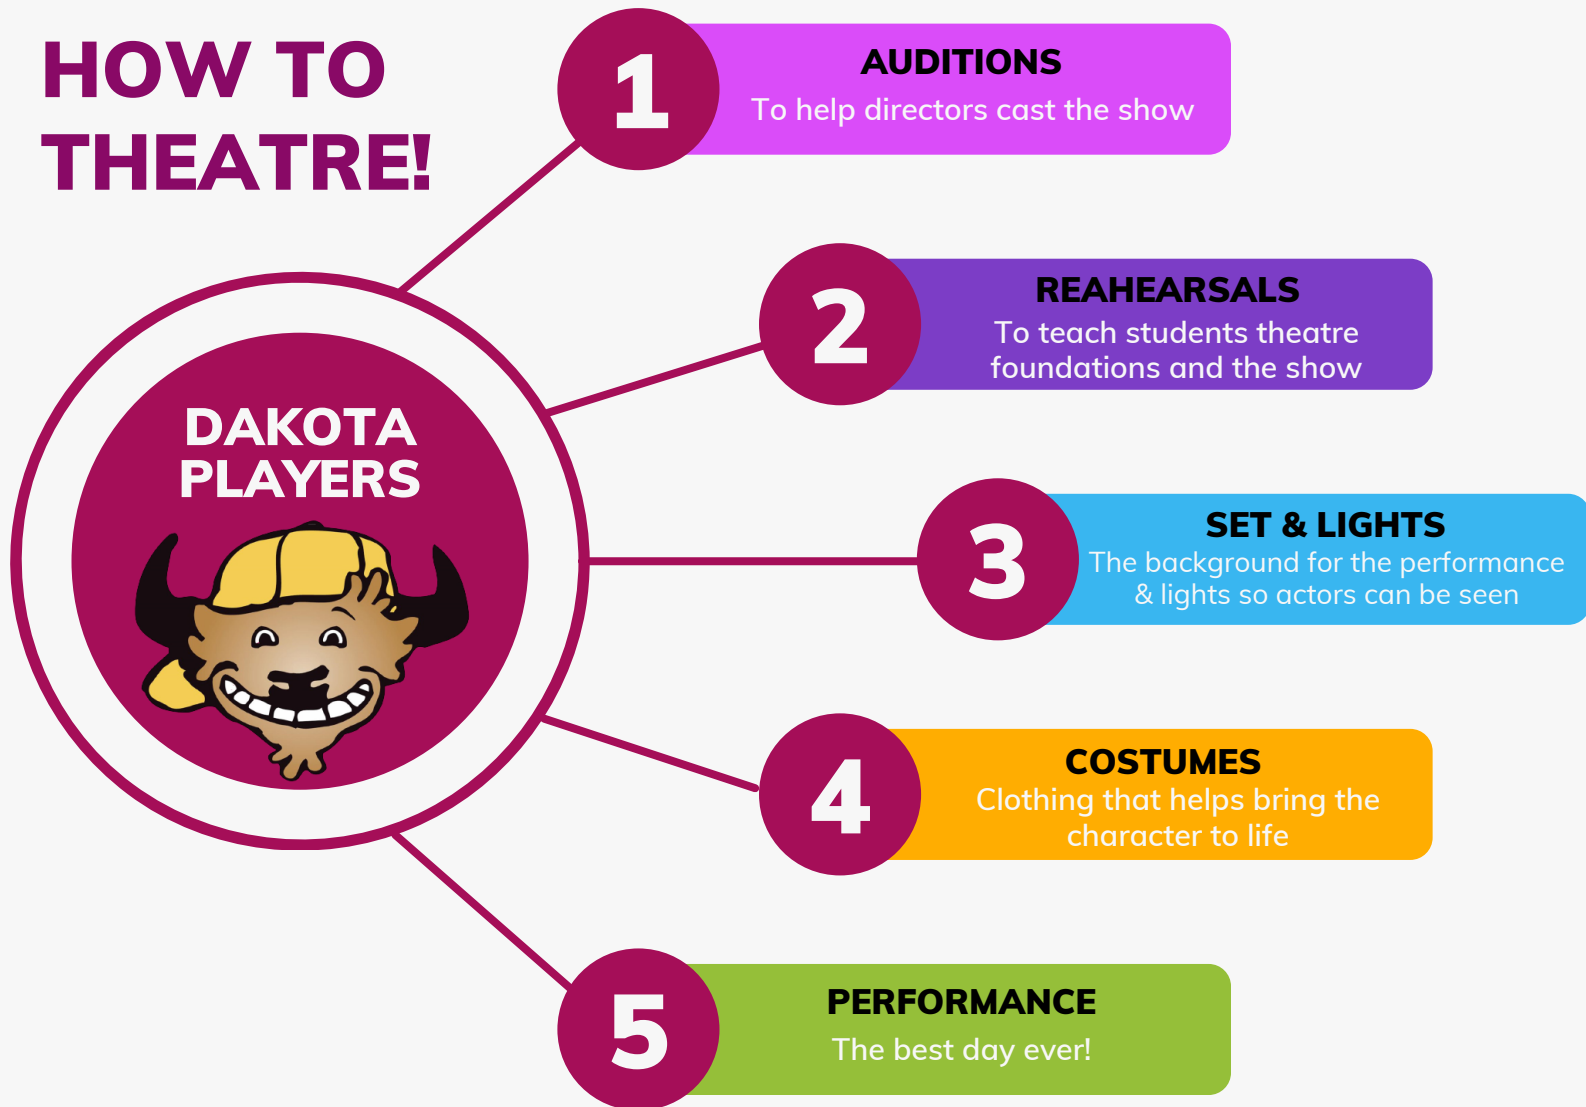 HOW TO
THEATRE!
DAKOTA
PLAYERS
1
AUDITIONS
To help directors cast the show
2
REAHEARSALS
To teach students theatre
foundations and the show
3
SET & LIGHTS
The background for the performance
& lights so actors can be seen
4
COSTUMES
Clothing that helps bring the
character to life
5
PERFORMANCE
The best day ever!